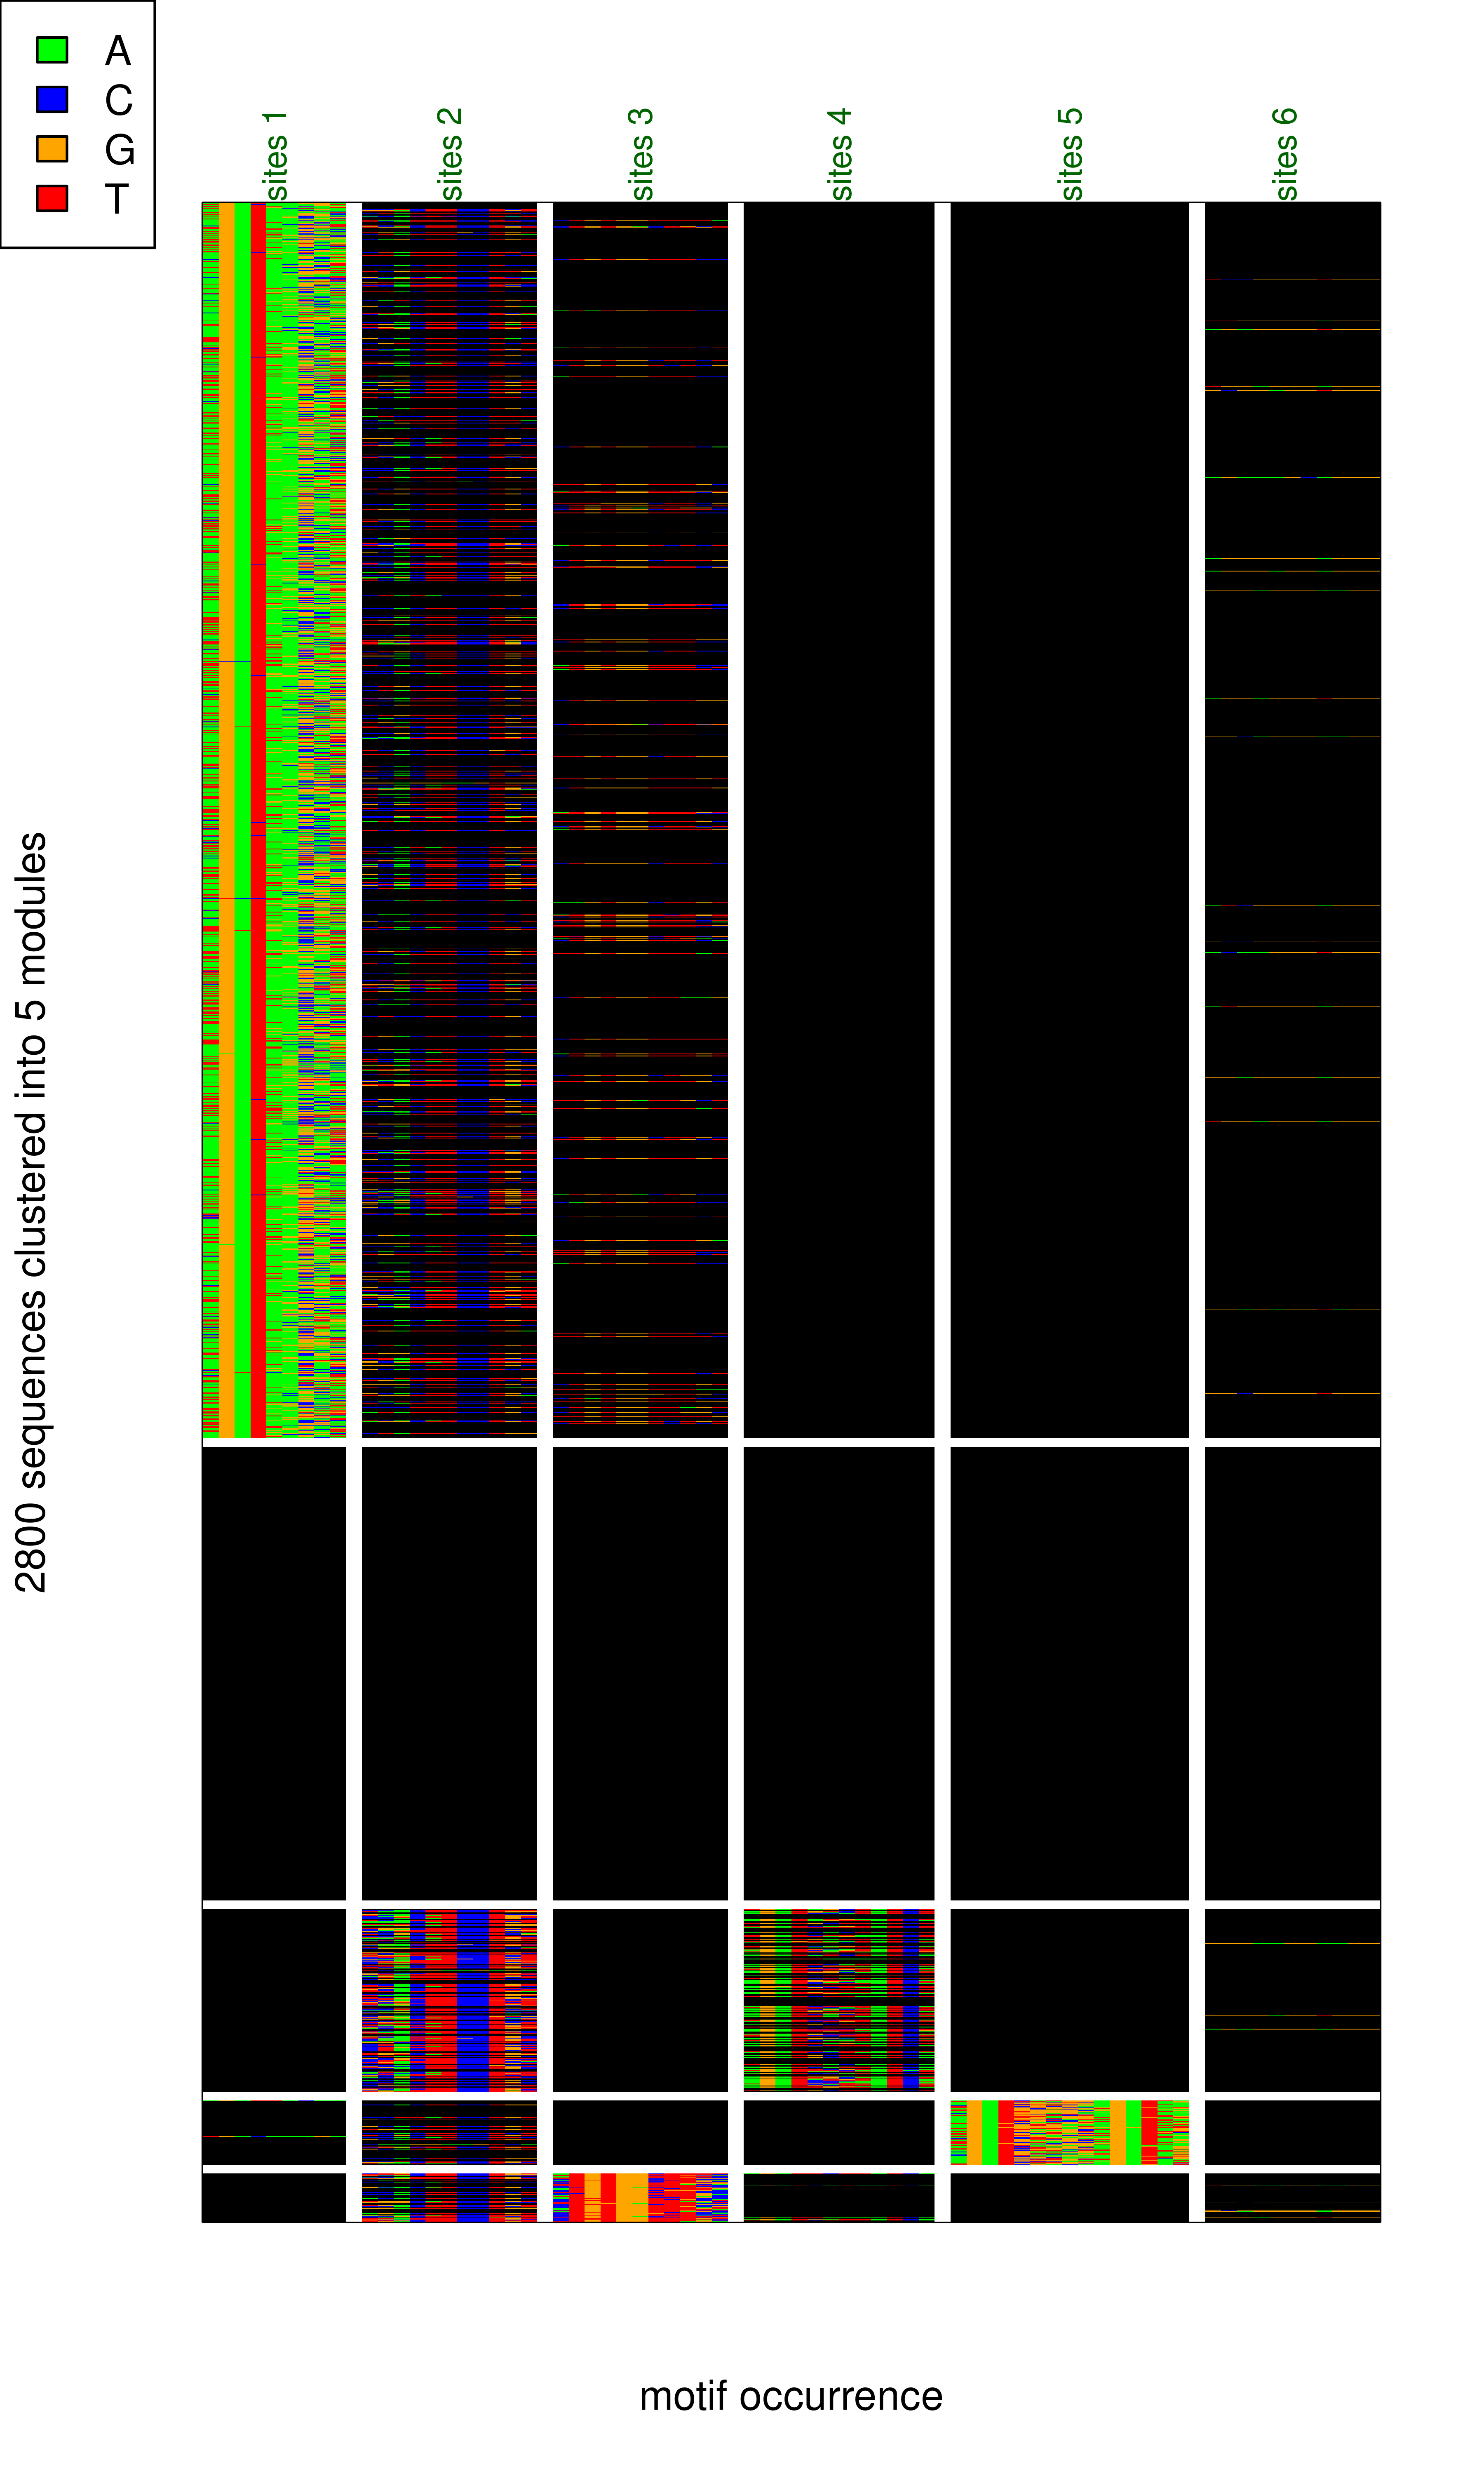 A
C
G
T
sites 1
sites 2
sites 3
sites 4
sites 5
sites 6
2800 sequences clustered into 5 modules
motif occurrence